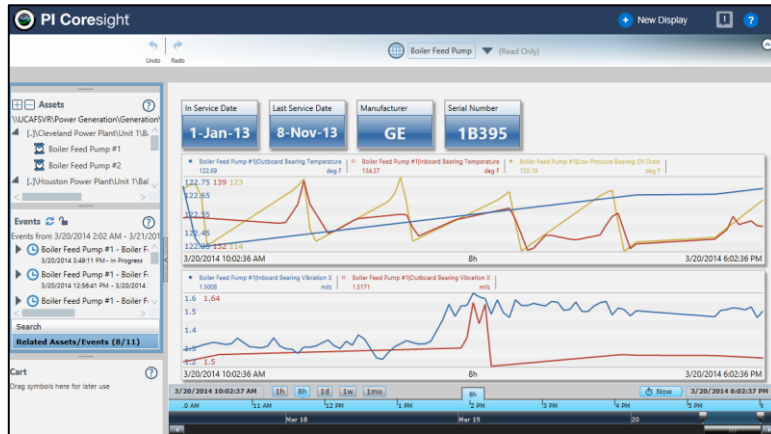 PI Coresight
New Display
Undo
Redo
Boiler Feed Pump
(Read Only)
Assets
\\UCAFSVR\Power Generation\Generation\
[..]\Cleveland Power Plant\Unit 1\Ba
Boiler Feed Pump #1
Boiler Feed Pump #2
[..]\Houston Power Plant\Unit 1\Bal
Events
Events from 3/20/2014 2:02 AM - 3/21/201
Boiler Feed Pump #1 - Boiler F
3/20/2014 3:49:11 PM - In Progress
Boiler Feed Pump #1 - Boiler F
3/20/2014 12:56:41 PM - 3/20/2014
Boiler Feed Pump #1 - Boiler F
Search
Related Assets/Events (8/11)
Cart
Drag symbols here for later use
In Service Date
1-Jan-13
Last Service Date
8-Nov-13
Manufacturer
GE
Serial Number
1B395
Boiler Feed Pump #1|Outboard Bearing Temperature
122.69 deg F
Boiler Feed Pump #1|Inboard Bearing Temperature
134.37 deg F
Boiler Feed Pump #1|Low Pressure Bearing Oil Drain
120.19 deg F
122.75 139 123
122.65
122.55
122.45
122.35 132 114
3/20/2014 10:02:36 AM 8h 3/20/2014 6:02:36 PM
Boiler Feed Pump #1|Inboard Bearing Vibration X
1.5008 mils
Boiler Feed Pump #1|Outboard Bearing Vibration X
1.5171 mils
1.6 1.64
1.5
1.4
1.3
1.2 1.5
3/20/2014 10:02:36 AM 8h 3/20/2014 6:02:36 PM
3/20/2014 10:02:37 AM 1h 8h 1d 1w 1mo 8h Now 3/20/2014 6:02:37 PM
.0 AM 11 AM 12 PM 1 PM 2 PM 3 PM 4 PM 5 PM
Mar 18 Mar 19 20